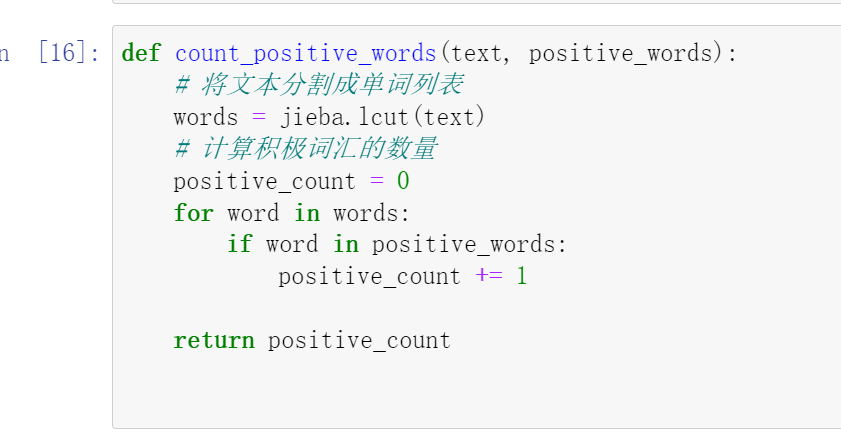 n [16]: def count_positive_words(text, positive_words):
# 将文本分割成单词列表
words = jieba.lcut(text)
# 计算积极词汇的数量
positive_count = 0
for word in words:
if word in positive_words:
positive_count += 1
return positive_count